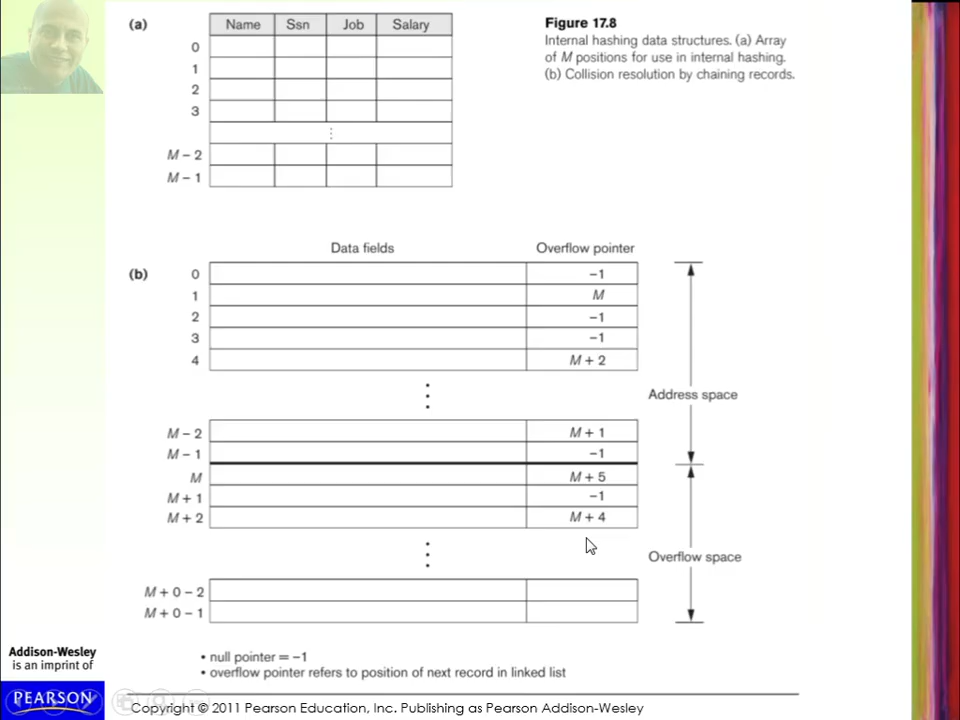 (a)
Name Ssn Job Salary
0
1
2
3
⋮
M − 2
M − 1
Figure 17.8
Internal hashing data structures. (a) Array
of M positions for use in internal hashing.
(b) Collision resolution by chaining records.
Data fields Overflow pointer
(b) 0 −1
1 M
2 −1
3 −1
4 M + 2
⋮
Address space
M − 2 M + 1
M − 1 −1
M M + 5
M + 1 −1
M + 2 M + 4
⋮
Overflow space
M + 0 − 2
M + 0 − 1
• null pointer = −1
• overflow pointer refers to position of next record in linked list
Addison-Wesley
is an imprint of
PEARSON
Copyright © 2011 Pearson Education, Inc. Publishing as Pearson Addison-Wesley